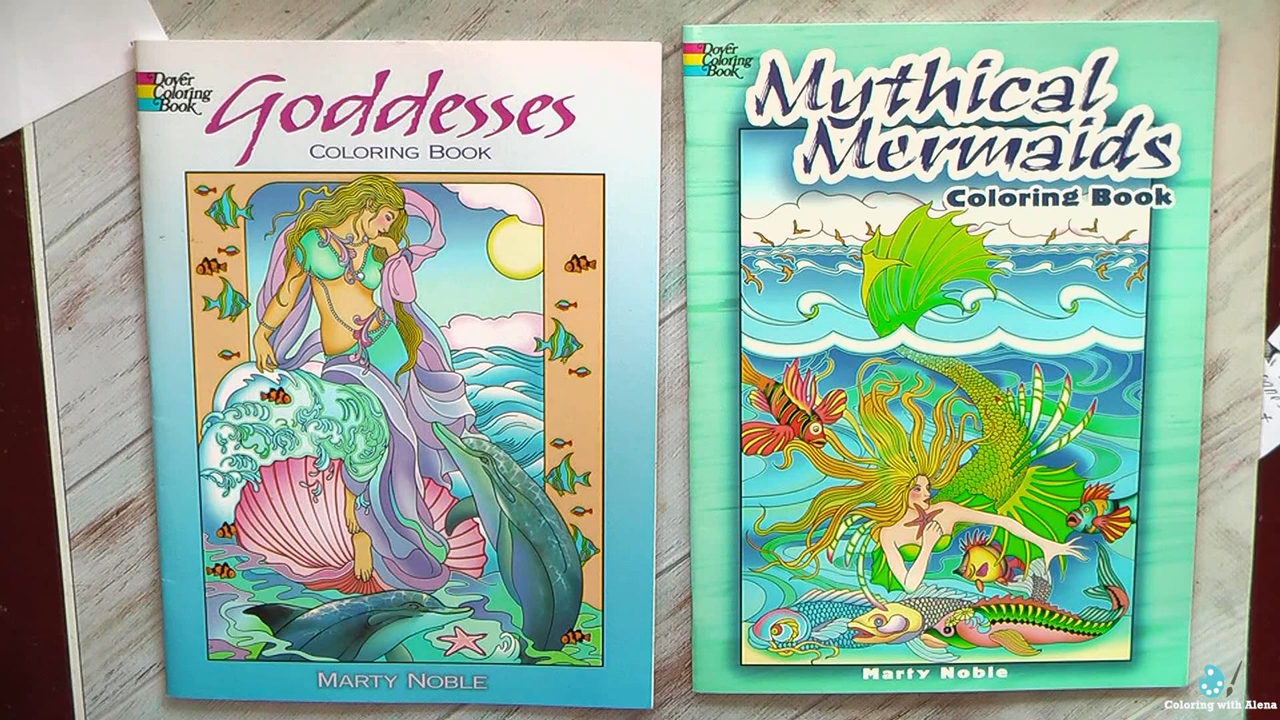 Dover
Coloring
Book
Goddesses
COLORING BOOK
MARTY NOBLE
Dover
Coloring
Book
Mythical
Mermaids
Coloring Book
Marty Noble
Coloring with Alena